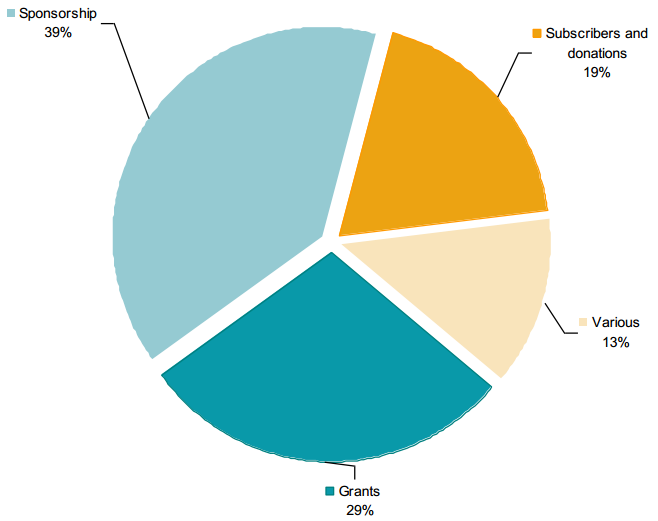 Sponsorship
39%
Subscribers and
donations
19%
Various
13%
Grants
29%